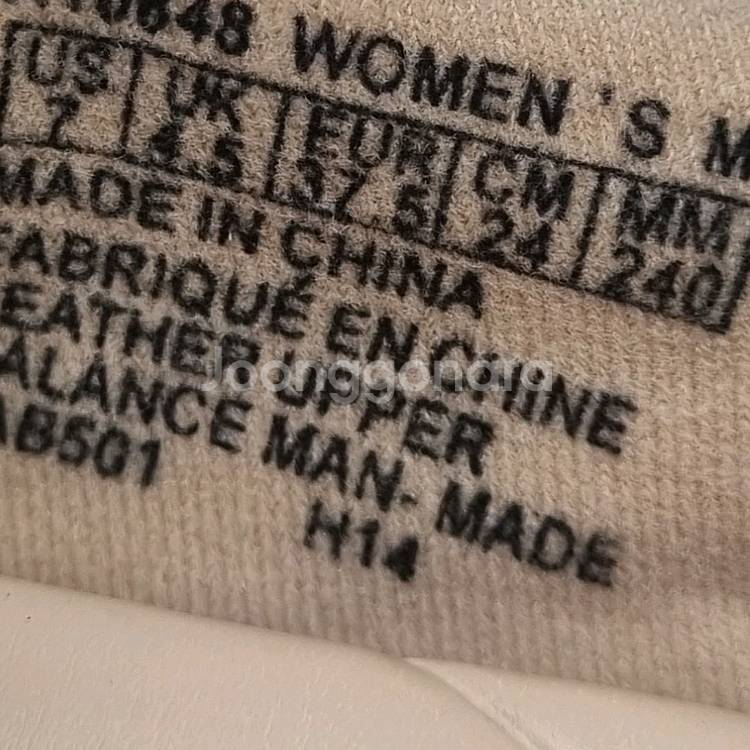 WOMEN'S M
US UK EUR CM MM
7 4.5 37.5 24 240
MADE IN CHINA
FABRIQUÉ EN CHINE
LEATHER UPPER
BALANCE MAN-MADE
AB501
H14
Joonggonara